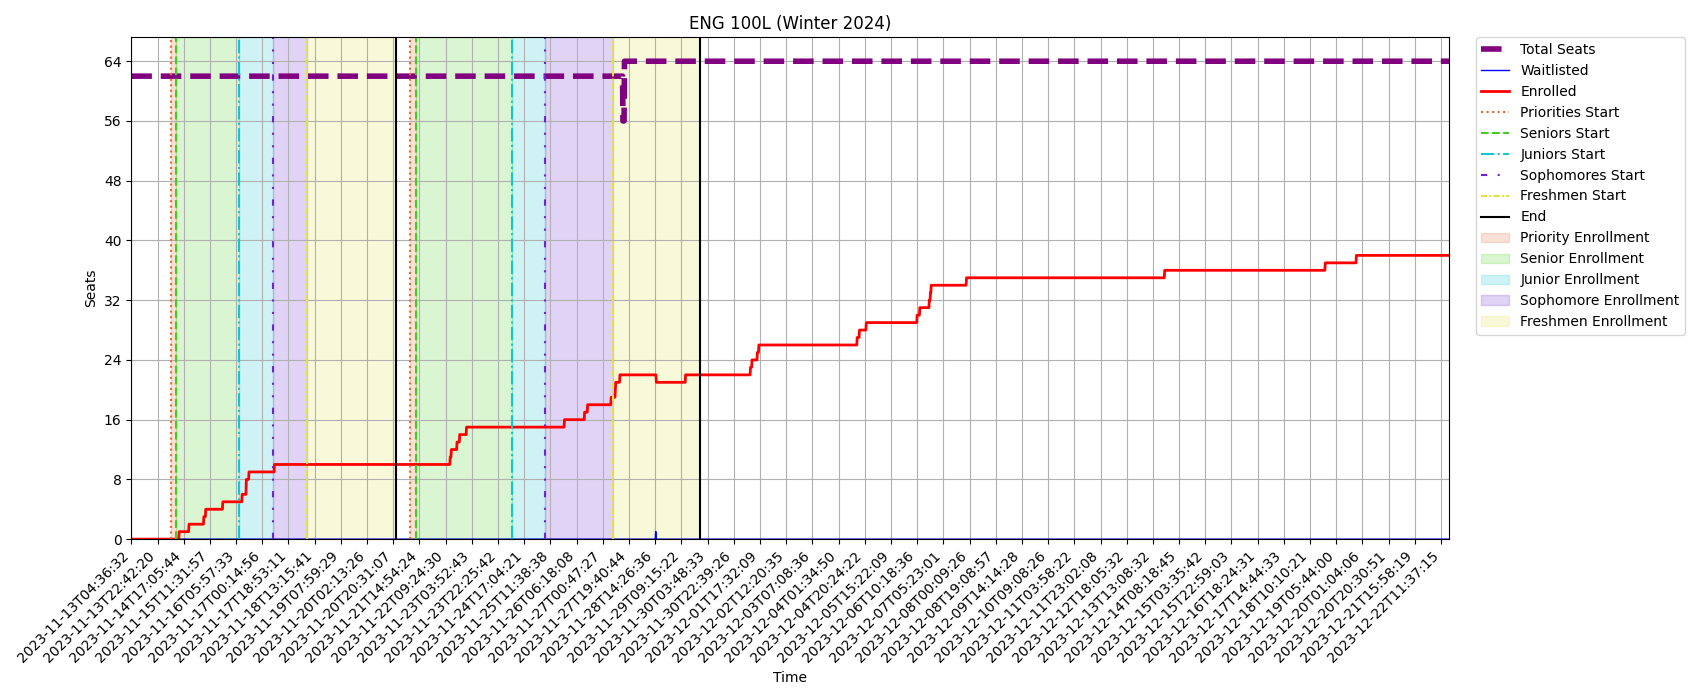 ENG 100L (Winter 2024)
64
56
48
40
32
24
16
8
0
Seats
2023-11-13T04:36:32
2023-11-13T22:42:20
2023-11-14T17:05:44
2023-11-15T11:31:57
2023-11-16T05:57:33
2023-11-17T00:14:56
2023-11-17T18:53:11
2023-11-18T13:15:41
2023-11-19T07:59:29
2023-11-20T02:13:26
2023-11-20T20:31:07
2023-11-21T14:54:24
2023-11-22T09:24:30
2023-11-23T03:52:43
2023-11-23T22:25:42
2023-11-24T17:04:21
2023-11-25T11:38:38
2023-11-26T06:18:08
2023-11-27T00:47:27
2023-11-27T19:40:44
2023-11-28T14:26:36
2023-11-29T09:15:22
2023-11-30T03:48:33
2023-11-30T22:39:26
2023-12-01T17:32:09
2023-12-02T12:20:35
2023-12-03T07:08:36
2023-12-04T01:34:50
2023-12-04T20:24:22
2023-12-05T15:22:09
2023-12-06T10:18:36
2023-12-07T05:23:01
2023-12-08T00:09:26
2023-12-08T19:08:57
2023-12-09T14:14:28
2023-12-10T09:08:26
2023-12-11T03:58:22
2023-12-11T23:02:08
2023-12-12T18:05:32
2023-12-13T13:08:32
2023-12-14T08:18:45
2023-12-15T03:35:42
2023-12-15T22:59:03
2023-12-16T18:24:31
2023-12-17T14:44:33
2023-12-18T10:10:21
2023-12-19T05:44:00
2023-12-20T01:04:06
2023-12-20T20:30:51
2023-12-21T15:58:19
2023-12-22T11:37:15
Time
Total Seats
Waitlisted
Enrolled
Priorities Start
Seniors Start
Juniors Start
Sophomores Start
Freshmen Start
End
Priority Enrollment
Senior Enrollment
Junior Enrollment
Sophomore Enrollment
Freshmen Enrollment